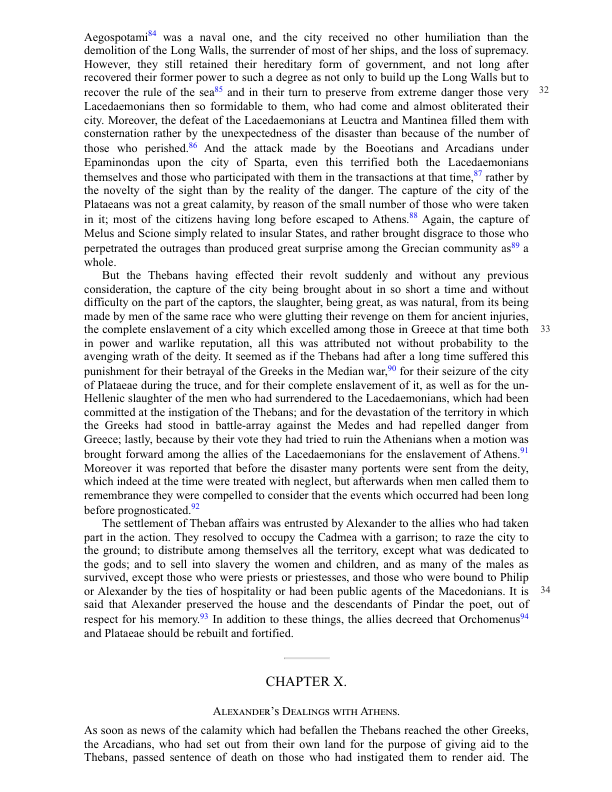 Aegospotami84 was a naval one, and the city received no other humiliation than the
demolition of the Long Walls, the surrender of most of her ships, and the loss of supremacy.
However, they still retained their hereditary form of government, and not long after
recovered their former power to such a degree as not only to build up the Long Walls but to
recover the rule of the sea85 and in their turn to preserve from extreme danger those very 32
Lacedaemonians then so formidable to them, who had come and almost obliterated their
city. Moreover, the defeat of the Lacedaemonians at Leuctra and Mantinea filled them with
consternation rather by the unexpectedness of the disaster than because of the number of
those who perished.86 And the attack made by the Boeotians and Arcadians under
Epaminondas upon the city of Sparta, even this terrified both the Lacedaemonians
themselves and those who participated with them in the transactions at that time,87 rather by
the novelty of the sight than by the reality of the danger. The capture of the city of the
Plataeans was not a great calamity, by reason of the small number of those who were taken
in it; most of the citizens having long before escaped to Athens.88 Again, the capture of
Melus and Scione simply related to insular States, and rather brought disgrace to those who
perpetrated the outrages than produced great surprise among the Grecian community as89 a
whole.
But the Thebans having effected their revolt suddenly and without any previous
consideration, the capture of the city being brought about in so short a time and without
difficulty on the part of the captors, the slaughter, being great, as was natural, from its being
made by men of the same race who were glutting their revenge on them for ancient injuries,
the complete enslavement of a city which excelled among those in Greece at that time both 33
in power and warlike reputation, all this was attributed not without probability to the
avenging wrath of the deity. It seemed as if the Thebans had after a long time suffered this
punishment for their betrayal of the Greeks in the Median war,90 for their seizure of the city
of Plataeae during the truce, and for their complete enslavement of it, as well as for the un-
Hellenic slaughter of the men who had surrendered to the Lacedaemonians, which had been
committed at the instigation of the Thebans; and for the devastation of the territory in which
the Greeks had stood in battle-array against the Medes and had repelled danger from
Greece; lastly, because by their vote they had tried to ruin the Athenians when a motion was
brought forward among the allies of the Lacedaemonians for the enslavement of Athens.91
Moreover it was reported that before the disaster many portents were sent from the deity,
which indeed at the time were treated with neglect, but afterwards when men called them to
remembrance they were compelled to consider that the events which occurred had been long
before prognosticated.92
The settlement of Theban affairs was entrusted by Alexander to the allies who had taken
part in the action. They resolved to occupy the Cadmea with a garrison; to raze the city to
the ground; to distribute among themselves all the territory, except what was dedicated to
the gods; and to sell into slavery the women and children, and as many of the males as
survived, except those who were priests or priestesses, and those who were bound to Philip
or Alexander by the ties of hospitality or had been public agents of the Macedonians. It is 34
said that Alexander preserved the house and the descendants of Pindar the poet, out of
respect for his memory.93 In addition to these things, the allies decreed that Orchomenus94
and Plataeae should be rebuilt and fortified.
CHAPTER X.
Alexander's Dealings with Athens.
As soon as news of the calamity which had befallen the Thebans reached the other Greeks,
the Arcadians, who had set out from their own land for the purpose of giving aid to the
Thebans, passed sentence of death on those who had instigated them to render aid. The